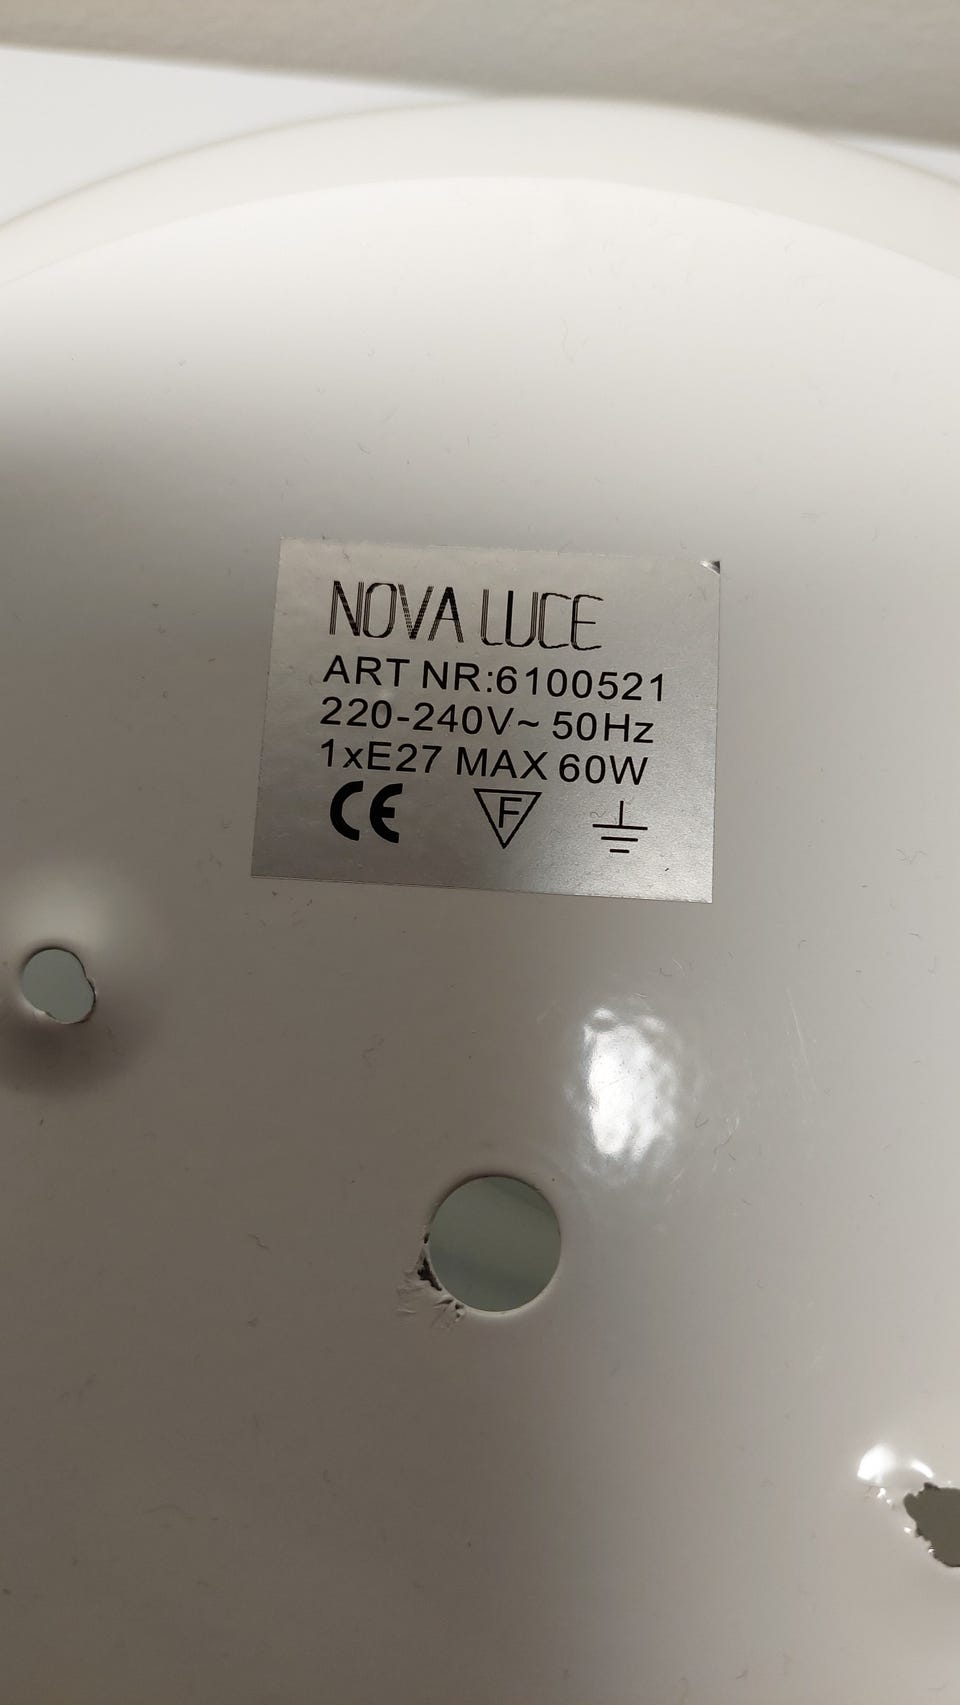 NOVA LUCE
ART NR:6100521
220-240V~ 50Hz
1xE27 MAX 60W
CE F